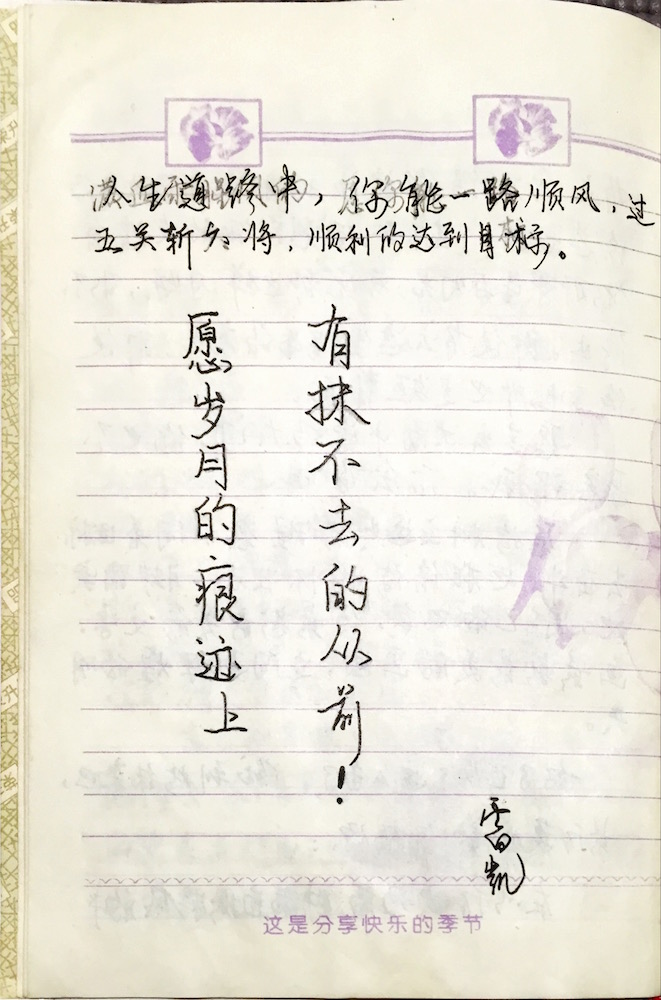 人生道路中，你能一路顺风，过
五关斩六将，顺利的达到目标。
愿岁月的痕迹上
有抹不去的从前！
雷凯
这是分享快乐的季节